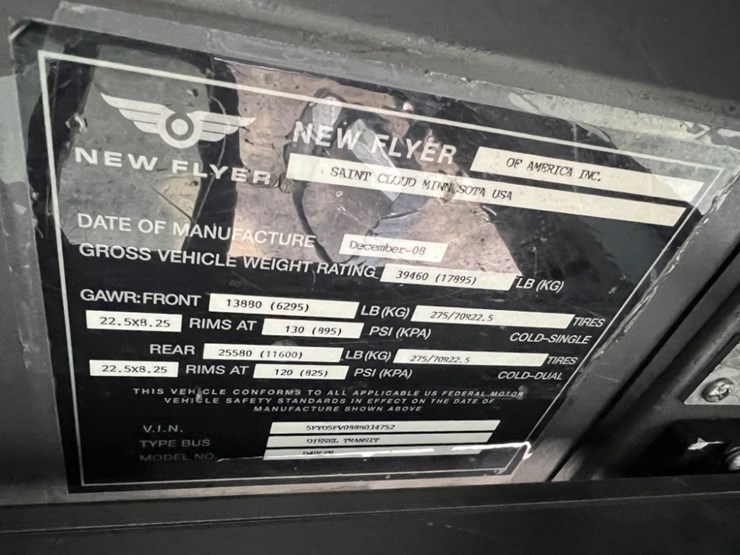 NEW FLYER
NEW FLYER OF AMERICA INC.
SAINT CLOUD MINNESOTA USA
DATE OF MANUFACTURE December-08
GROSS VEHICLE WEIGHT RATING 39460 (17895) LB (KG)
GAWR: FRONT 13880 (6295) LB (KG) 275/70R22.5 TIRES
22.5X8.25 RIMS AT 130 (895) PSI (KPA) COLD-SINGLE
REAR 25580 (11600) LB (KG) 275/70R22.5 TIRES
22.5X8.25 RIMS AT 120 (825) PSI (KPA) COLD-DUAL
THIS VEHICLE CONFORMS TO ALL APPLICABLE US FEDERAL MOTOR
VEHICLE SAFETY STANDARDS IN EFFECT ON THE DATE OF
MANUFACTURE SHOWN ABOVE
V.I.N.
TYPE BUS DIESEL TRANSIT
MODEL NO.